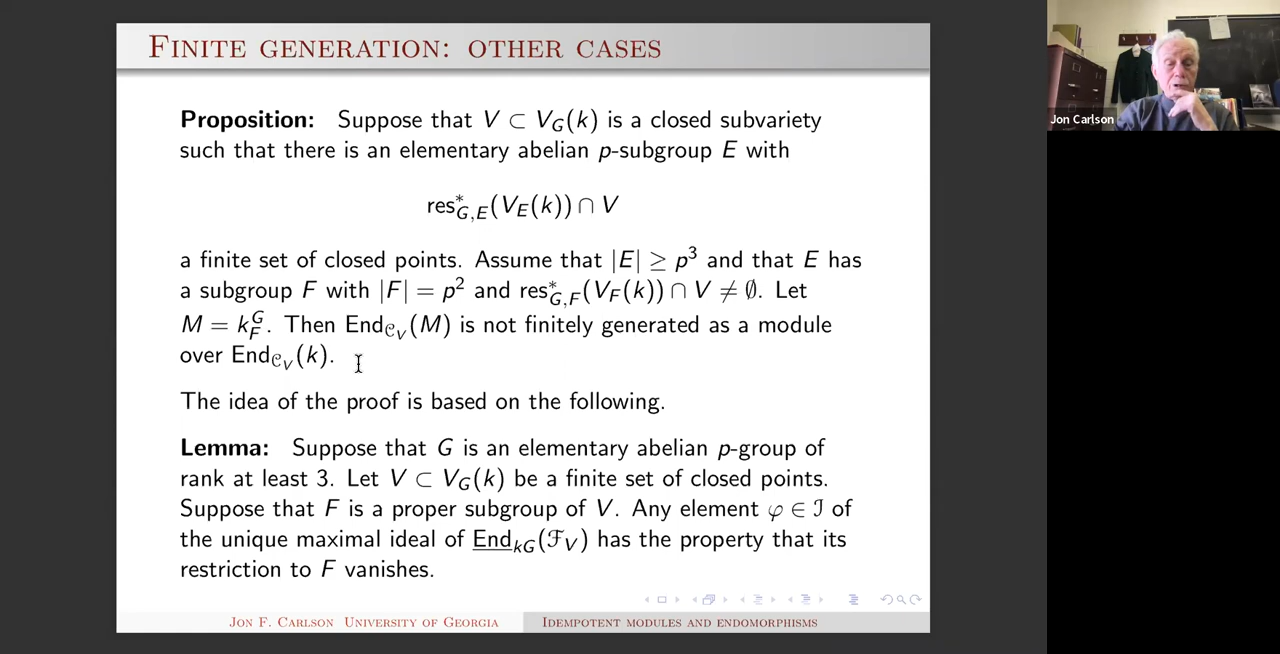 FINITE GENERATION: OTHER CASES
Proposition: Suppose that V ⊂ V_G(k) is a closed subvariety
such that there is an elementary abelian p-subgroup E with
res*_{G,E}(V_E(k)) ∩ V
a finite set of closed points. Assume that |E| ≥ p³ and that E has
a subgroup F with |F| = p² and res*_{G,F}(V_F(k)) ∩ V ≠ ∅. Let
M = k_F^G. Then End_{𝒞_V}(M) is not finitely generated as a module
over End_{𝒞_V}(k).
The idea of the proof is based on the following.
Lemma: Suppose that G is an elementary abelian p-group of
rank at least 3. Let V ⊂ V_G(k) be a finite set of closed points.
Suppose that F is a proper subgroup of V. Any element φ ∈ ℐ of
the unique maximal ideal of End_{kG}(ℱ_V) has the property that its
restriction to F vanishes.
JON F. CARLSON UNIVERSITY OF GEORGIA
IDEMPOTENT MODULES AND ENDOMORPHISMS
Jon Carlson